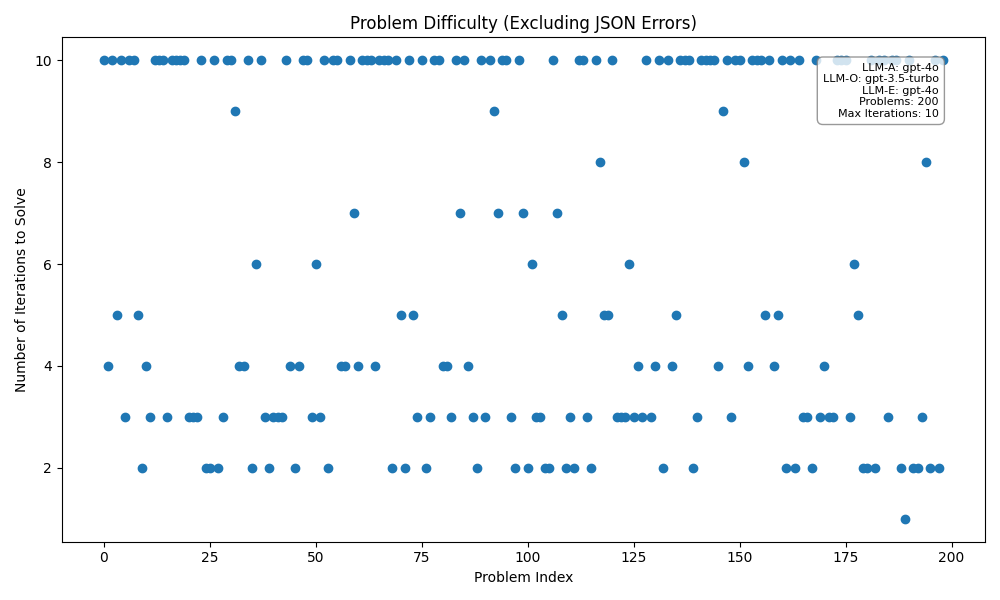 Problem Difficulty (Excluding JSON Errors)
Number of Iterations to Solve
10
8
6
4
2
LLM-A: gpt-4o
LLM-O: gpt-3.5-turbo
LLM-E: gpt-4o
Problems: 200
Max Iterations: 10
0 25 50 75 100 125 150 175 200
Problem Index